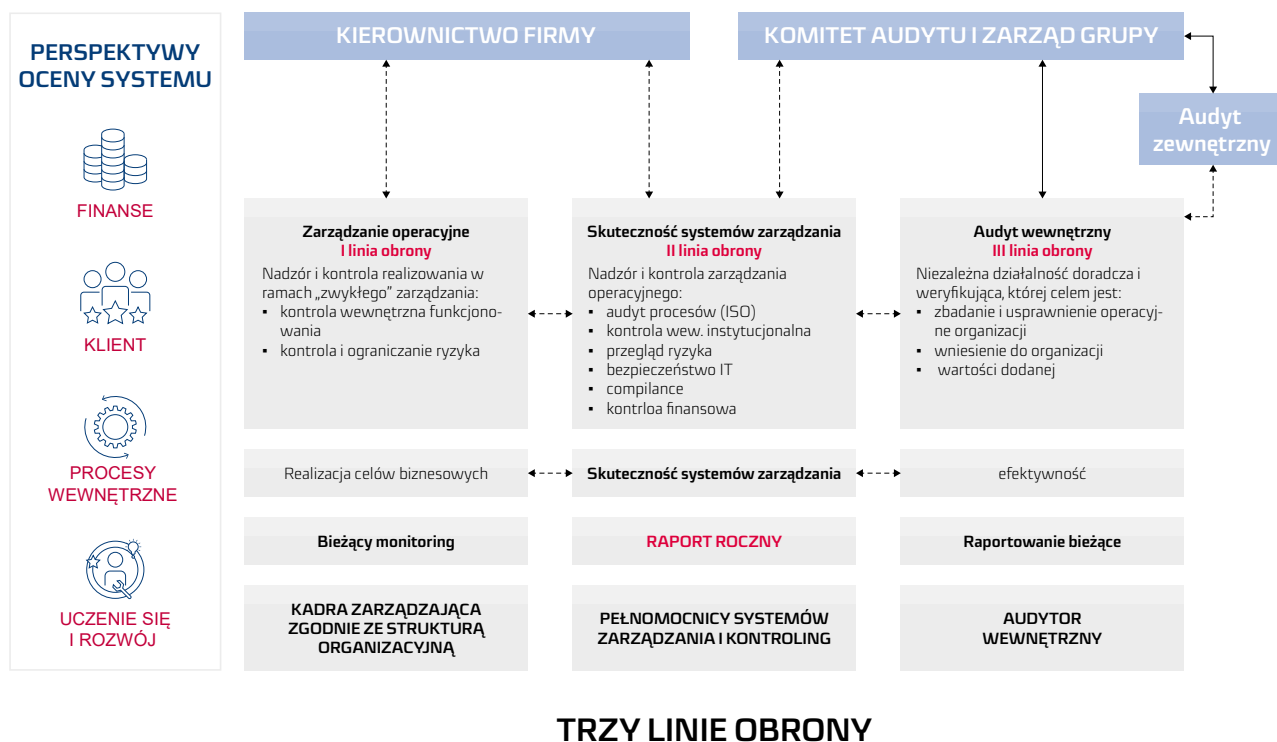 PERSPEKTYWY
OCENY SYSTEMU
FINANSE
KLIENT
PROCESY
WEWNĘTRZNE
UCZENIE SIĘ
I ROZWÓJ
KIEROWNICTWO FIRMY
KOMITET AUDYTU I ZARZĄD GRUPY
Audyt
zewnętrzny
Zarządzanie operacyjne
I linia obrony
Nadzór i kontrola realizowania w
ramach „zwykłego” zarządzania:
▪ kontrola wewnętrzna funkcjono-
wania
▪ kontrola i ograniczanie ryzyka
Skuteczność systemów zarządzania
II linia obrony
Nadzór i kontrola zarządzania
operacyjnego:
▪ audyt procesów (ISO)
▪ kontrola wew. instytucjonalna
▪ przegląd ryzyka
▪ bezpieczeństwo IT
▪ compilance
▪ kontrloa finansowa
Audyt wewnętrzny
III linia obrony
Niezależna działalność doradcza i
weryfikująca, której celem jest:
▪ zbadanie i usprawnienie operacyj-
ne organizacji
▪ wniesienie do organizacji
▪ wartości dodanej
Realizacja celów biznesowych
Skuteczność systemów zarządzania
efektywność
Bieżący monitoring
RAPORT ROCZNY
Raportowanie bieżące
KADRA ZARZĄDZAJĄCA
ZGODNIE ZE STRUKTURĄ
ORGANIZACYJNĄ
PEŁNOMOCNICY SYSTEMÓW
ZARZĄDZANIA I KONTROLING
AUDYTOR
WEWNĘTRZNY
TRZY LINIE OBRONY